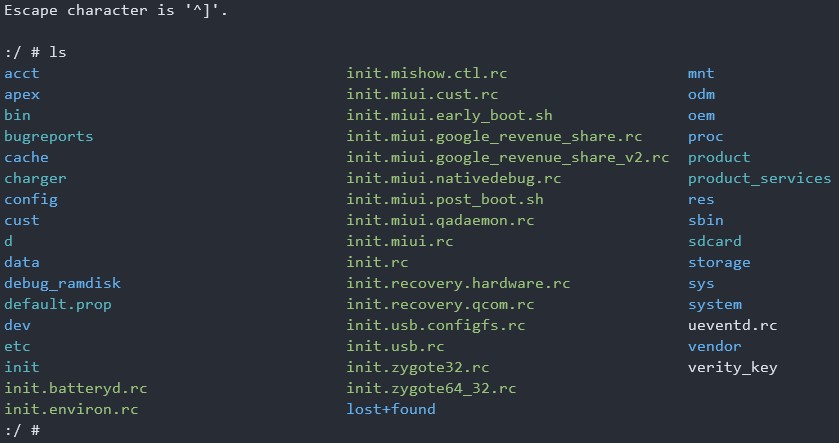 Escape character is '^]'.
:/ # ls
acct init.mishow.ctl.rc mnt
apex init.miui.cust.rc odm
bin init.miui.early_boot.sh oem
bugreports init.miui.google_revenue_share.rc proc
cache init.miui.google_revenue_share_v2.rc product
charger init.miui.nativedebug.rc product_services
config init.miui.post_boot.sh res
cust init.miui.qadaemon.rc sbin
d init.miui.rc sdcard
data init.rc storage
debug_ramdisk init.recovery.hardware.rc sys
default.prop init.recovery.qcom.rc system
dev init.usb.configfs.rc ueventd.rc
etc init.usb.rc vendor
init init.zygote32.rc verity_key
init.batteryd.rc init.zygote64_32.rc
init.environ.rc lost+found
:/ #